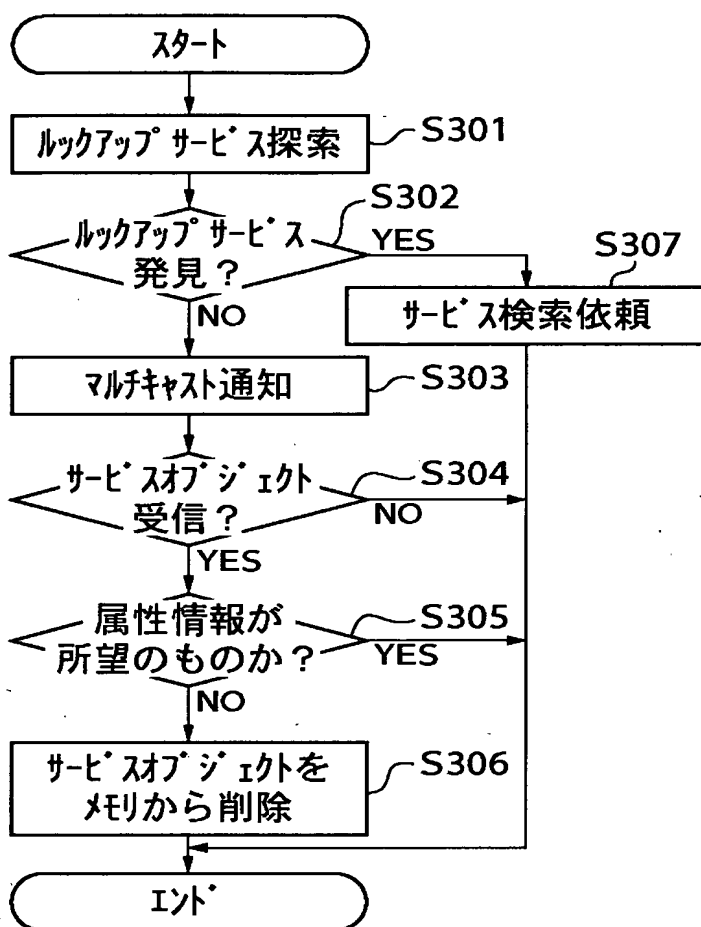 スタート
ルックアップサービス探索
S301
ルックアップサービス
発見？
S302
YES
NO
サービス検索依頼
S307
マルチキャスト通知
S303
サービスオブジェクト
受信？
S304
NO
YES
属性情報が
所望のものか？
S305
YES
NO
サービスオブジェクトを
メモリから削除
S306
エンド